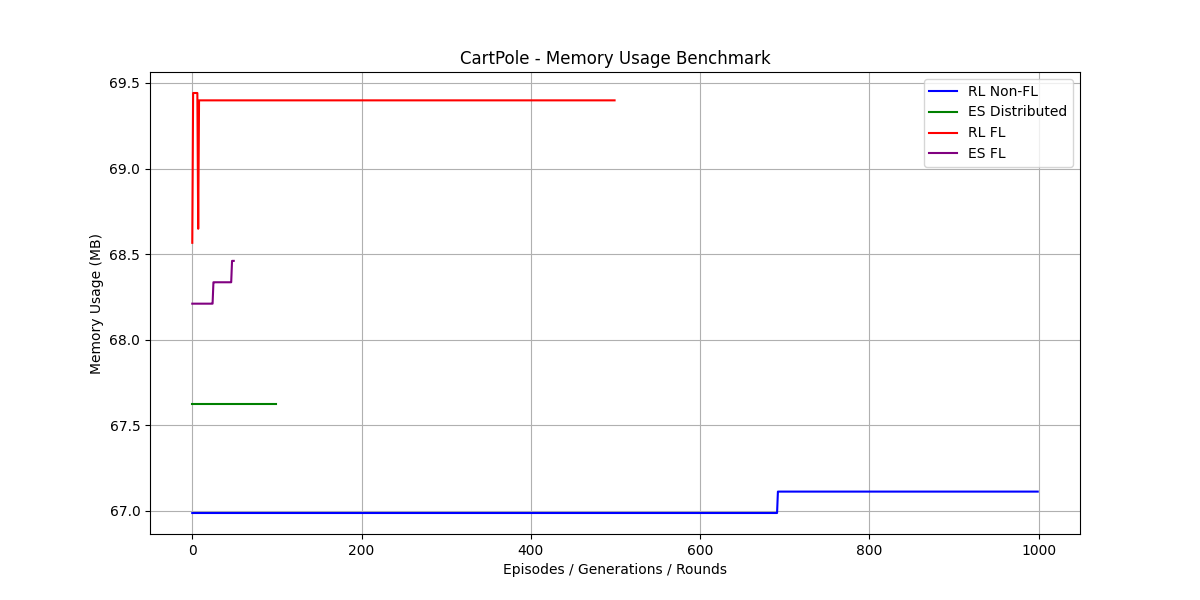 CartPole - Memory Usage Benchmark
Memory Usage (MB)
69.5
69.0
68.5
68.0
67.5
67.0
RL Non-FL
ES Distributed
RL FL
ES FL
0 200 400 600 800 1000
Episodes / Generations / Rounds